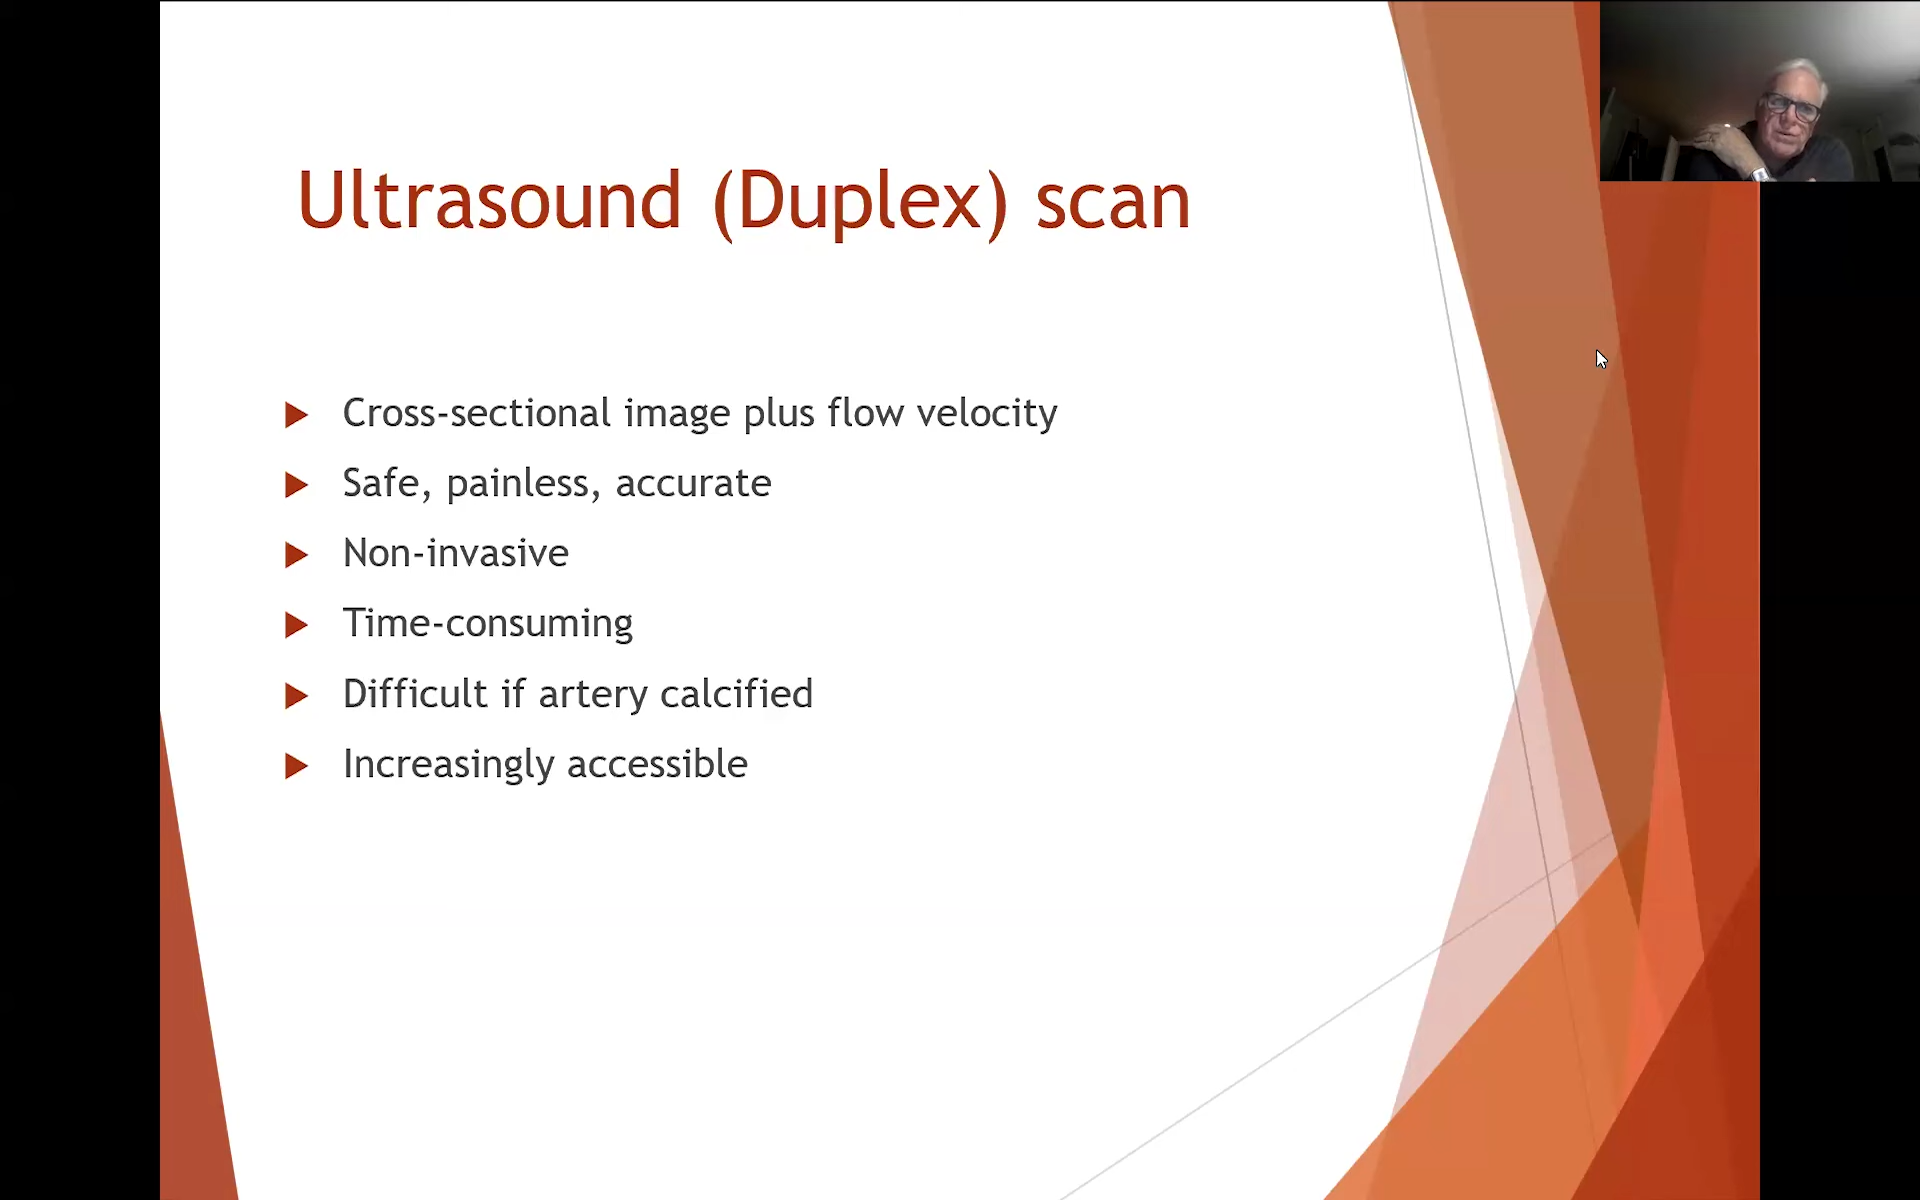 Ultrasound (Duplex) scan
Cross-sectional image plus flow velocity
Safe, painless, accurate
Non-invasive
Time-consuming
Difficult if artery calcified
Increasingly accessible